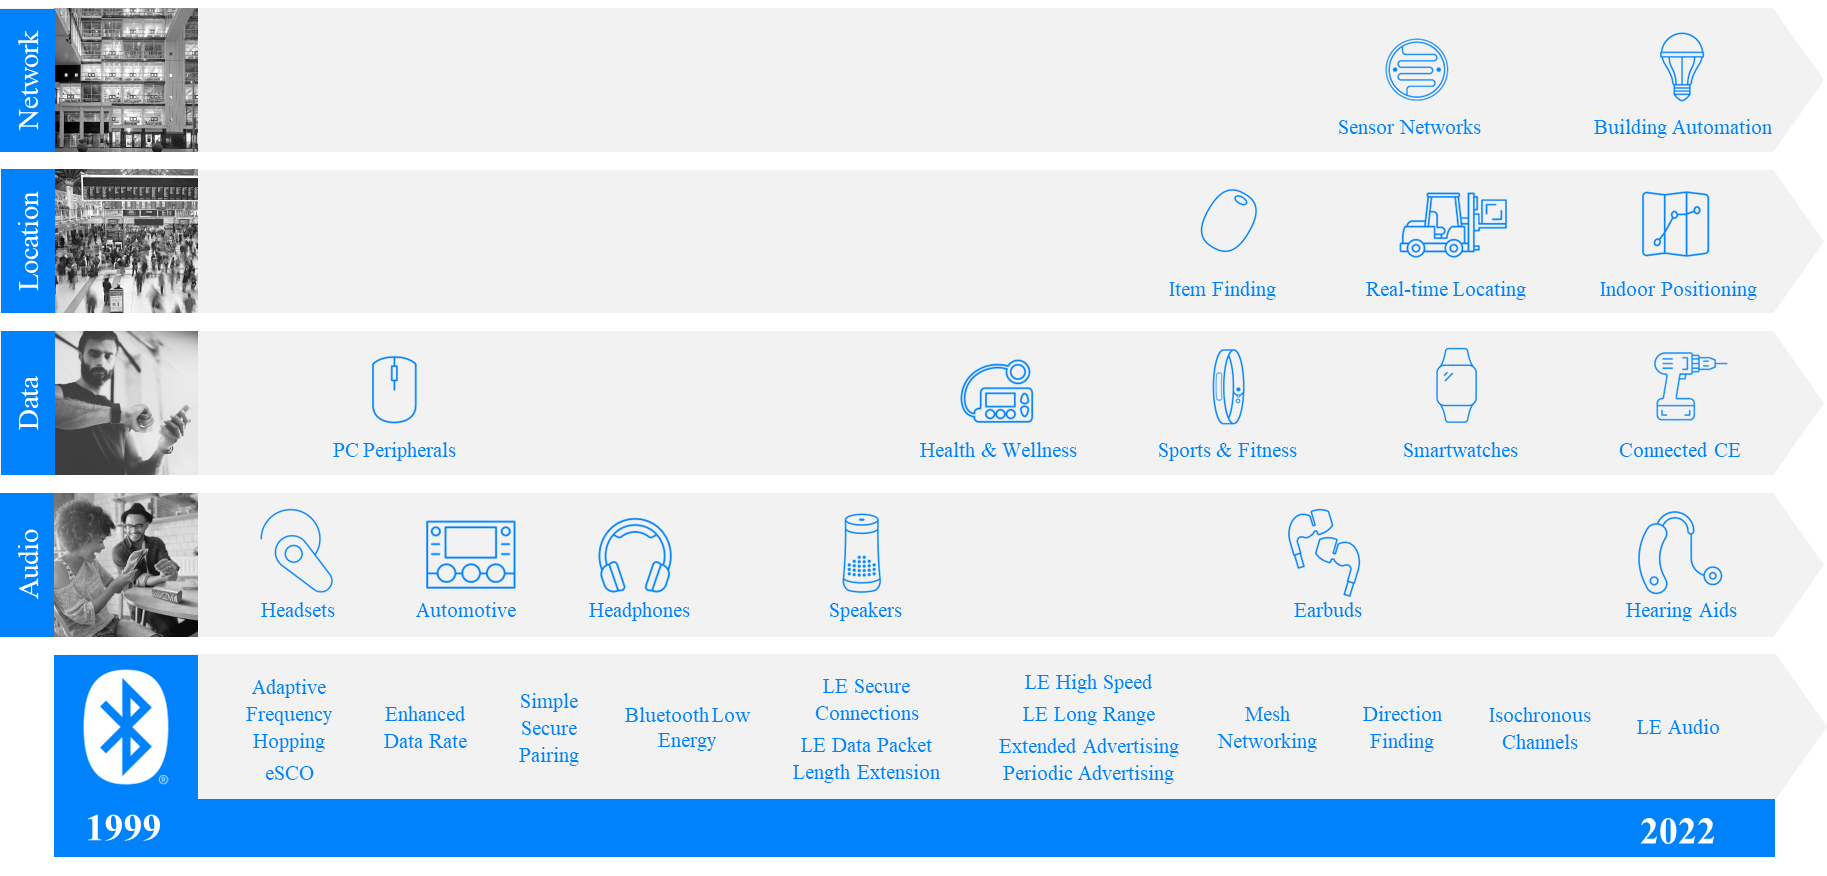 Network
Sensor Networks
Building Automation
Location
Item Finding
Real-time Locating
Indoor Positioning
Data
PC Peripherals
Health & Wellness
Sports & Fitness
Smartwatches
Connected CE
Audio
Headsets
Automotive
Headphones
Speakers
Earbuds
Hearing Aids
®
Adaptive
Frequency
Hopping
eSCO
Enhanced
Data Rate
Simple
Secure
Pairing
Bluetooth Low
Energy
LE Secure
Connections
LE Data Packet
Length Extension
LE High Speed
LE Long Range
Extended Advertising
Periodic Advertising
Mesh
Networking
Direction
Finding
Isochronous
Channels
LE Audio
1999
2022